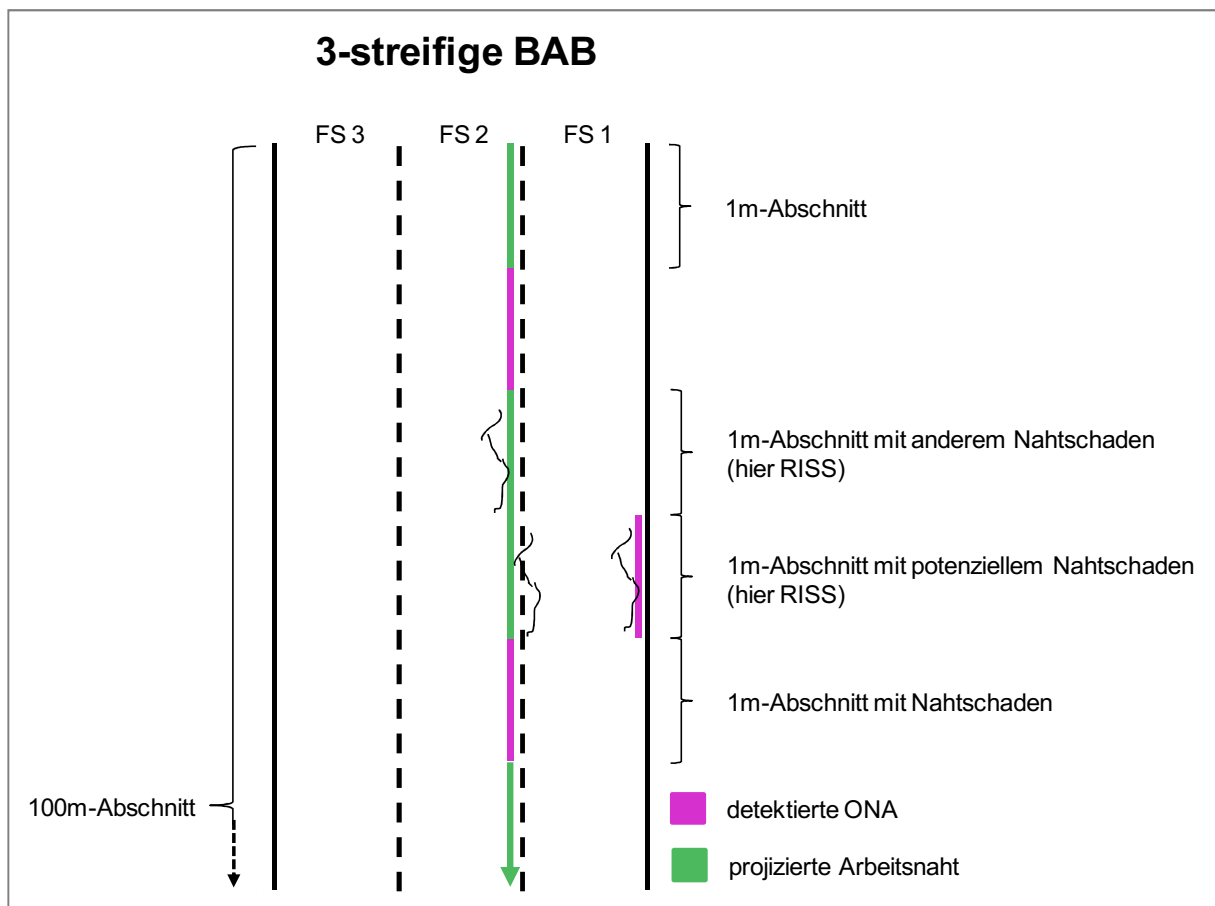 3-streifige BAB
FS 3
FS 2
FS 1
1m-Abschnitt
1m-Abschnitt mit anderem Nahtschaden
(hier RISS)
1m-Abschnitt mit potenziellem Nahtschaden
(hier RISS)
1m-Abschnitt mit Nahtschaden
100m-Abschnitt
detektierte ONA
projizierte Arbeitsnaht